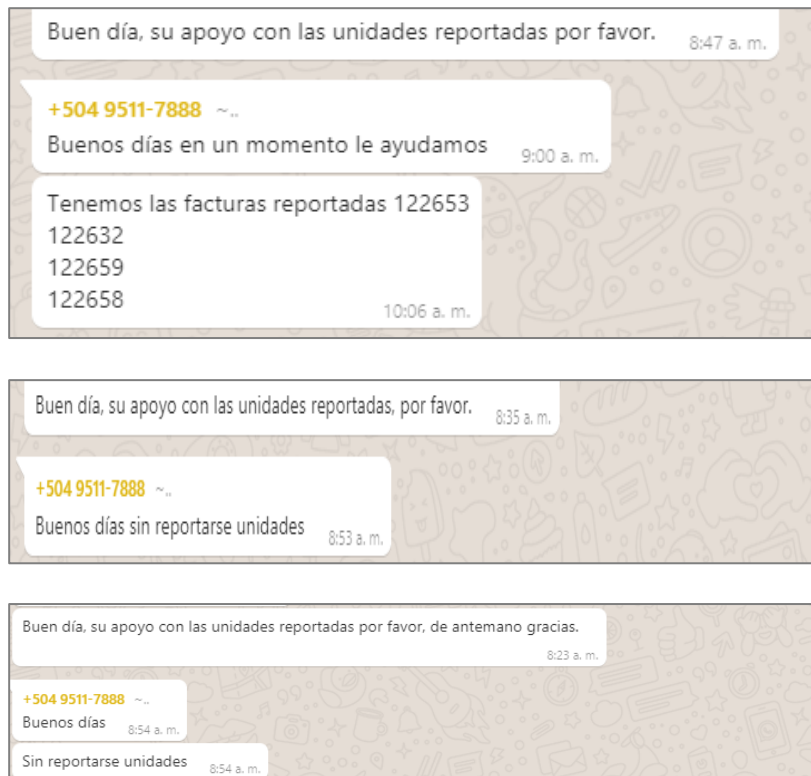 Buen día, su apoyo con las unidades reportadas por favor.
8:47 a. m.
+504 9511-7888 ~..
Buenos días en un momento le ayudamos
9:00 a. m.
Tenemos las facturas reportadas 122653
122632
122659
122658
10:06 a. m.
Buen día, su apoyo con las unidades reportadas, por favor.
8:35 a. m.
+504 9511-7888 ~..
Buenos días sin reportarse unidades
8:53 a. m.
Buen día, su apoyo con las unidades reportadas por favor, de antemano gracias.
8:23 a. m.
+504 9511-7888 ~..
Buenos días
8:54 a. m.
Sin reportarse unidades
8:54 a. m.